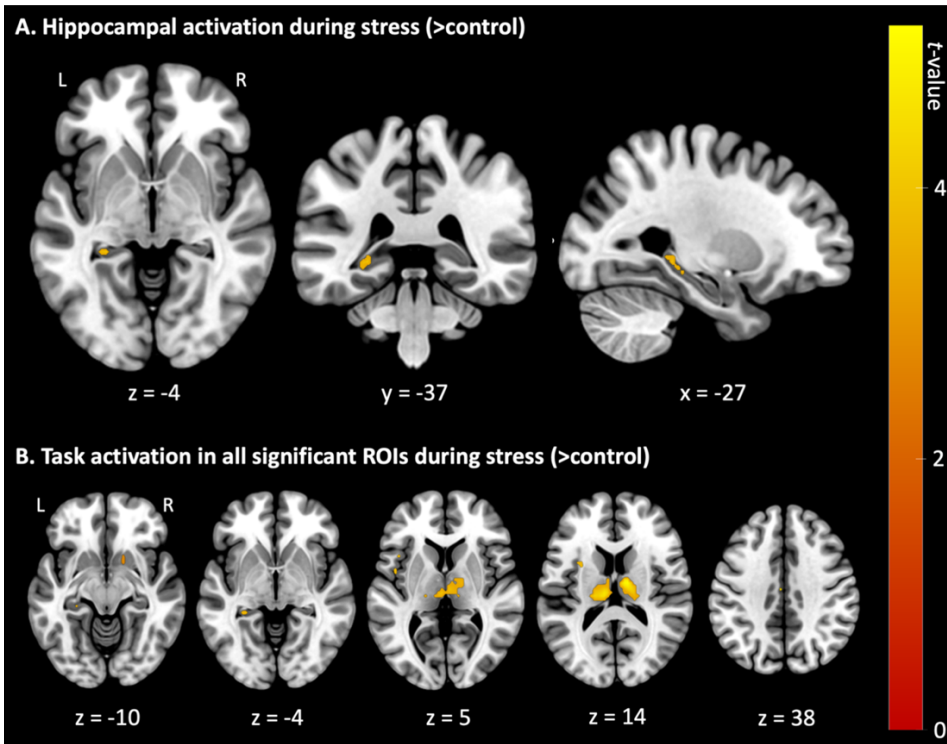 A. Hippocampal activation during stress (>control)
L
R
z = -4
y = -37
x = -27
B. Task activation in all significant ROIs during stress (>control)
L
R
z = -10
z = -4
z = 5
z = 14
z = 38
t-value
4
2
0